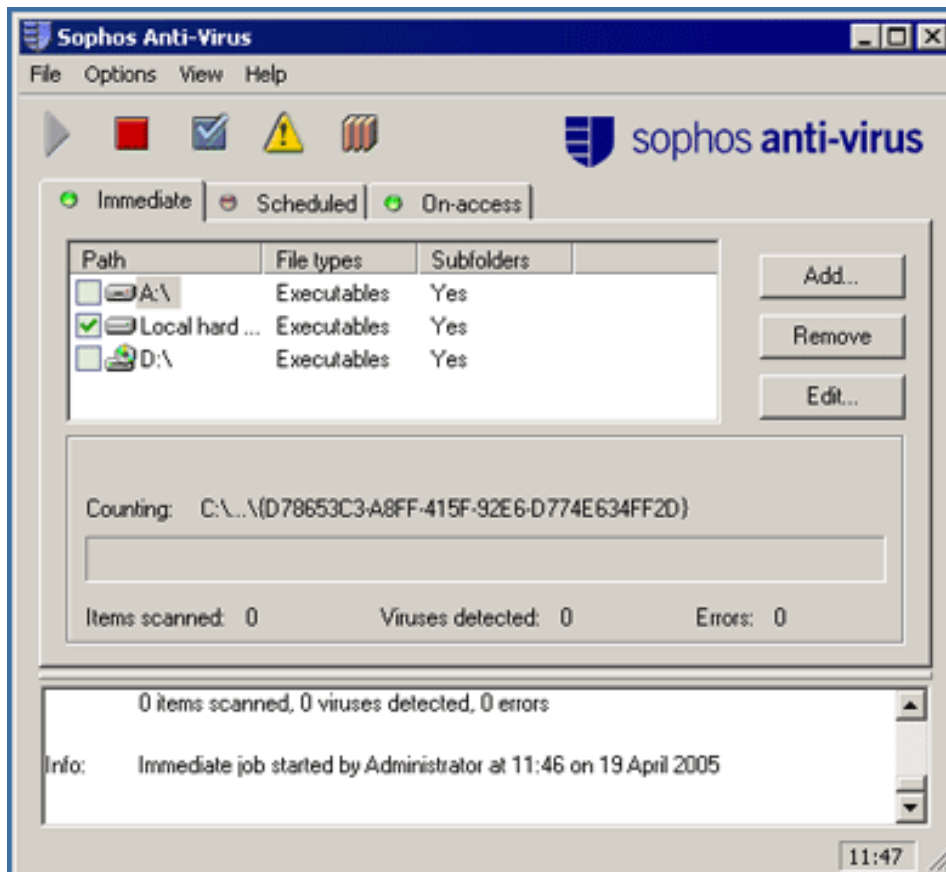 Sophos Anti-Virus
File Options View Help
sophos anti-virus
Immediate Scheduled On-access
Path File types Subfolders
A:\ Executables Yes
Local hard ... Executables Yes
D:\ Executables Yes
Add...
Remove
Edit...
Counting: C:\...\{D78653C3-A8FF-415F-92E6-D774E634FF2D}
Items scanned: 0 Viruses detected: 0 Errors: 0
0 items scanned, 0 viruses detected, 0 errors
Info: Immediate job started by Administrator at 11:46 on 19 April 2005
11:47